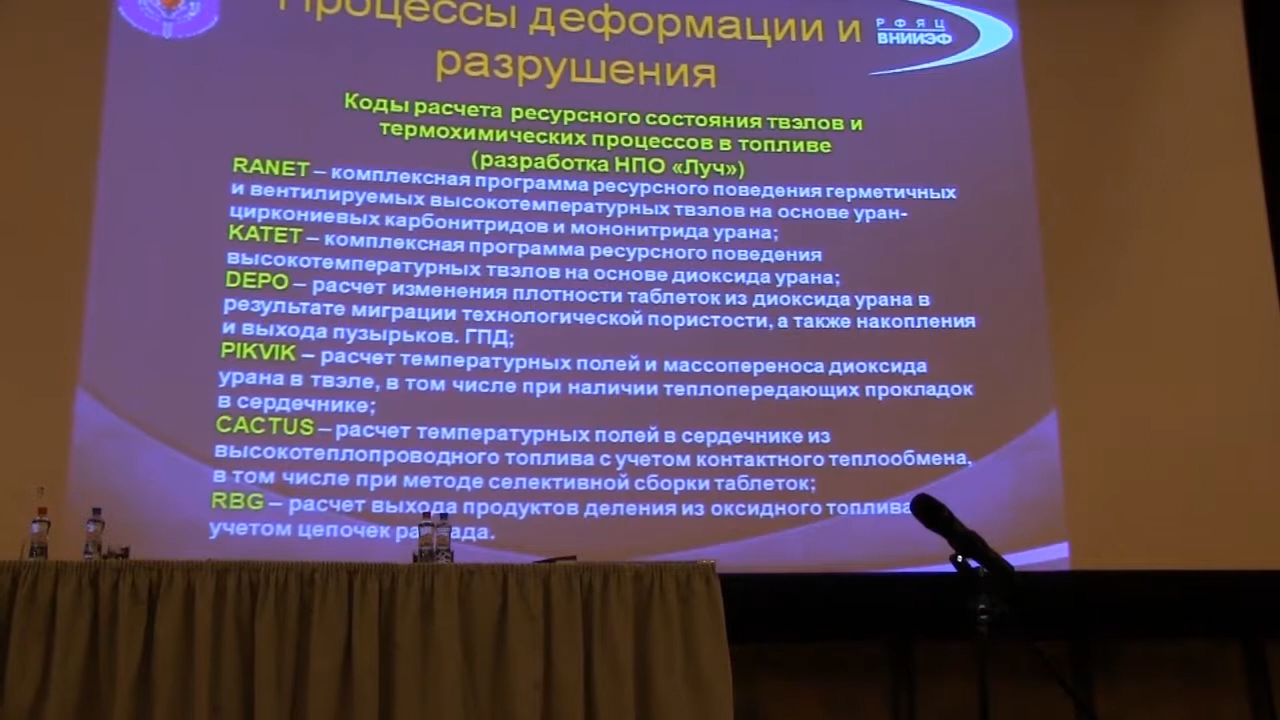 Процессы деформации и
разрушения
РФЯЦ
ВНИИЭФ
Коды расчета ресурсного состояния твэлов и
термохимических процессов в топливе
(разработка НПО «Луч»)
RANET – комплексная программа ресурсного поведения герметичных
и вентилируемых высокотемпературных твэлов на основе уран-
циркониевых карбонитридов и мононитрида урана;
KATET – комплексная программа ресурсного поведения
высокотемпературных твэлов на основе диоксида урана;
DEPO – расчет изменения плотности таблеток из диоксида урана в
результате миграции технологической пористости, а также накопления
и выхода пузырьков. ГПД;
PIKVIK – расчет температурных полей и массопереноса диоксида
урана в твэле, в том числе при наличии теплопередающих прокладок
в сердечнике;
CACTUS – расчет температурных полей в сердечнике из
высокотеплопроводного топлива с учетом контактного теплообмена,
в том числе при методе селективной сборки таблеток;
RBG – расчет выхода продуктов деления из оксидного топлива
учетом цепочек распада.